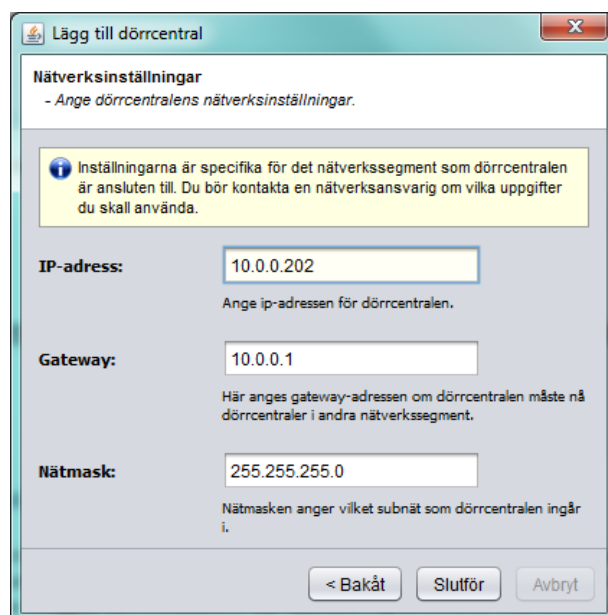 Lägg till dörrcentral
Nätverksinställningar
- Ange dörrcentralens nätverksinställningar.
Inställningarna är specifika för det nätverkssegment som dörrcentralen
är ansluten till. Du bör kontakta en nätverksansvarig om vilka uppgifter
du skall använda.
IP-adress:
10.0.0.202
Ange ip-adressen för dörrcentralen.
Gateway:
10.0.0.1
Här anges gateway-adressen om dörrcentralen måste nå
dörrcentraler i andra nätverkssegment.
Nätmask:
255.255.255.0
Nätmasken anger vilket subnät som dörrcentralen ingår
i.
< Bakåt
Slutför
Avbryt